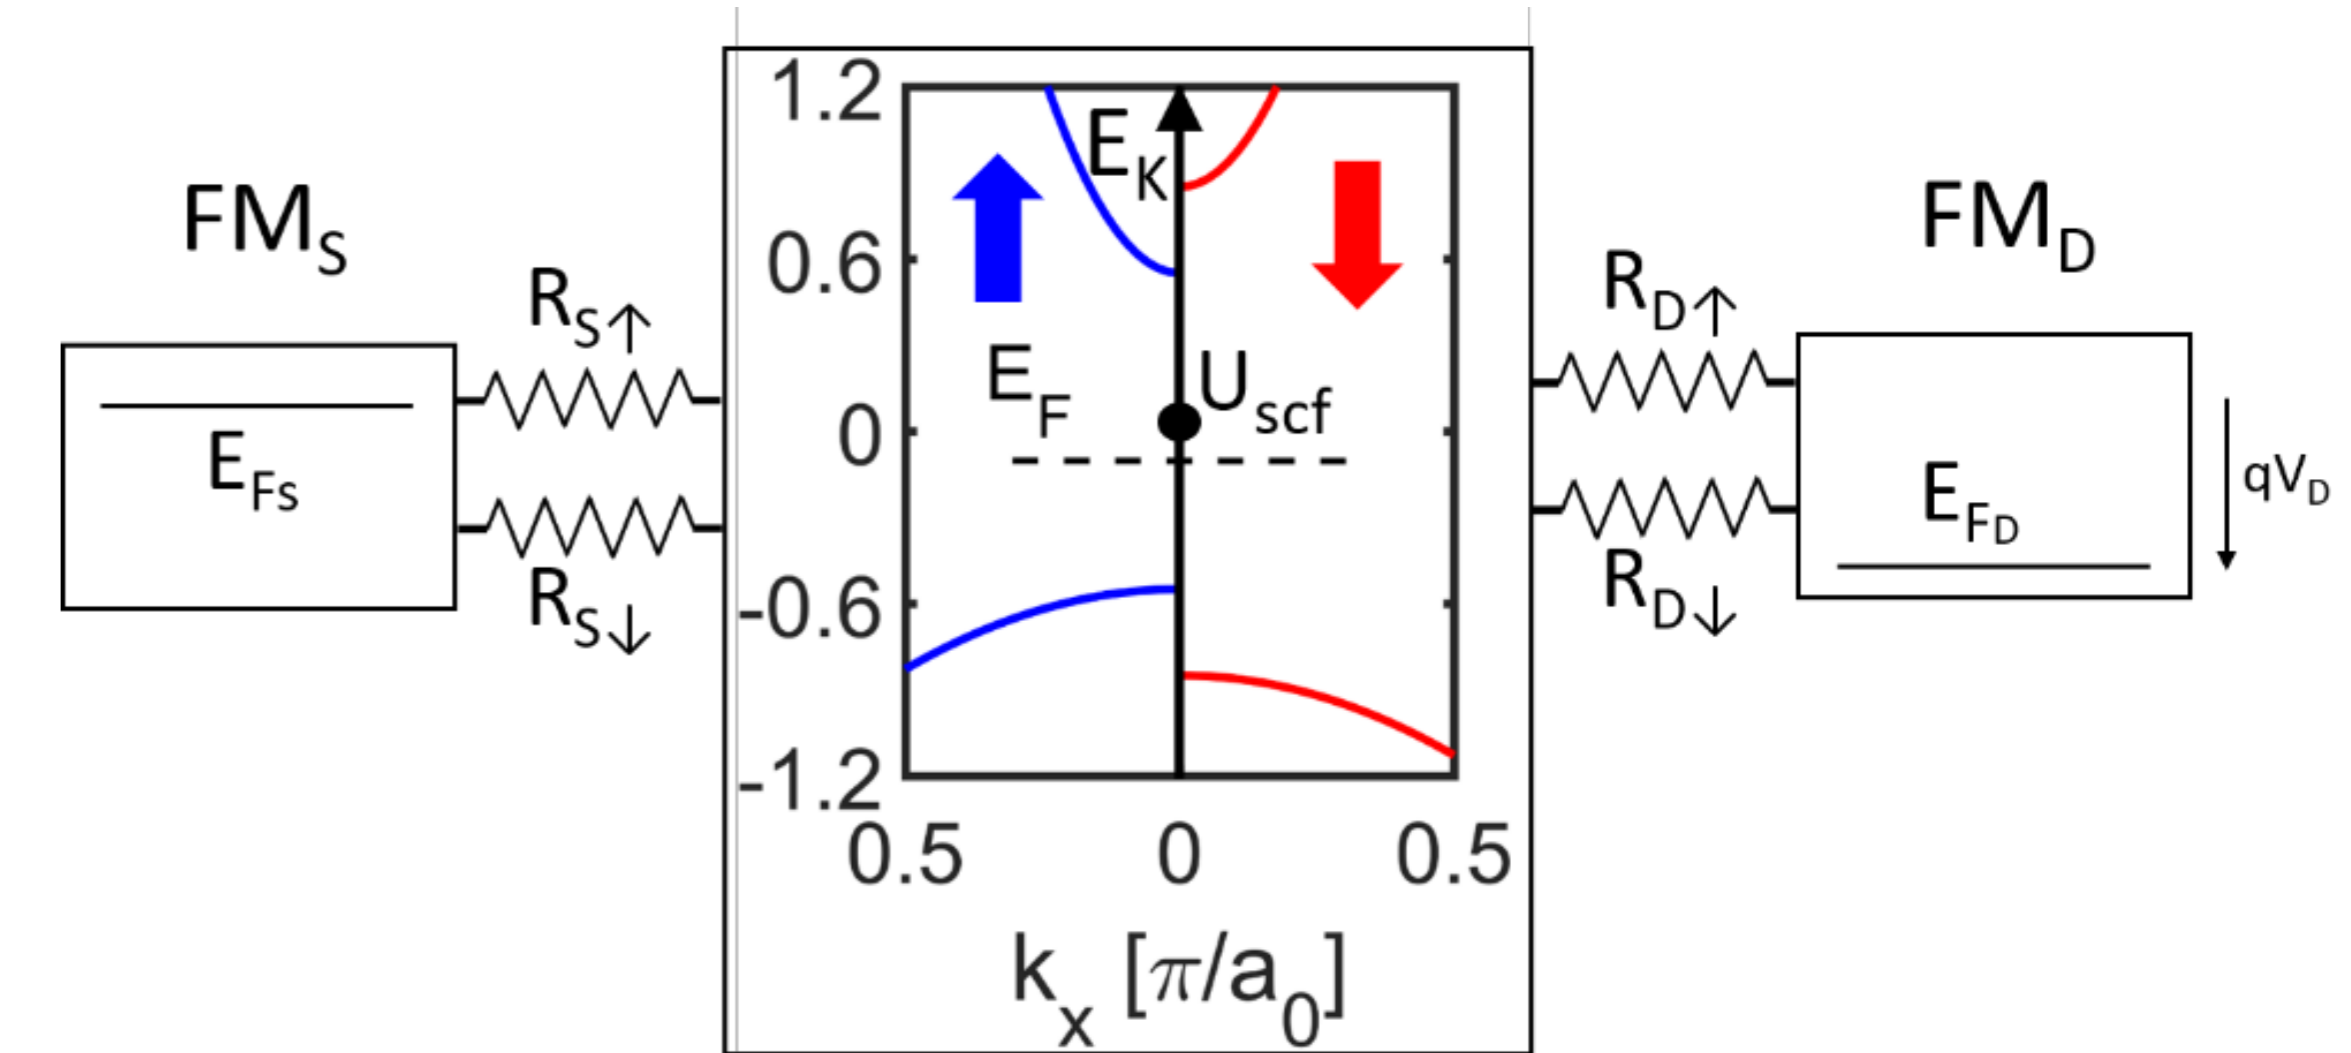 FM_S
R_S↑
E_Fs
R_S↓
1.2
0.6
0
-0.6
-1.2
E_K
E_F
U_scf
0.5
0
0.5
k_x [π/a_0]
R_D↑
R_D↓
FM_D
E_FD
qV_D